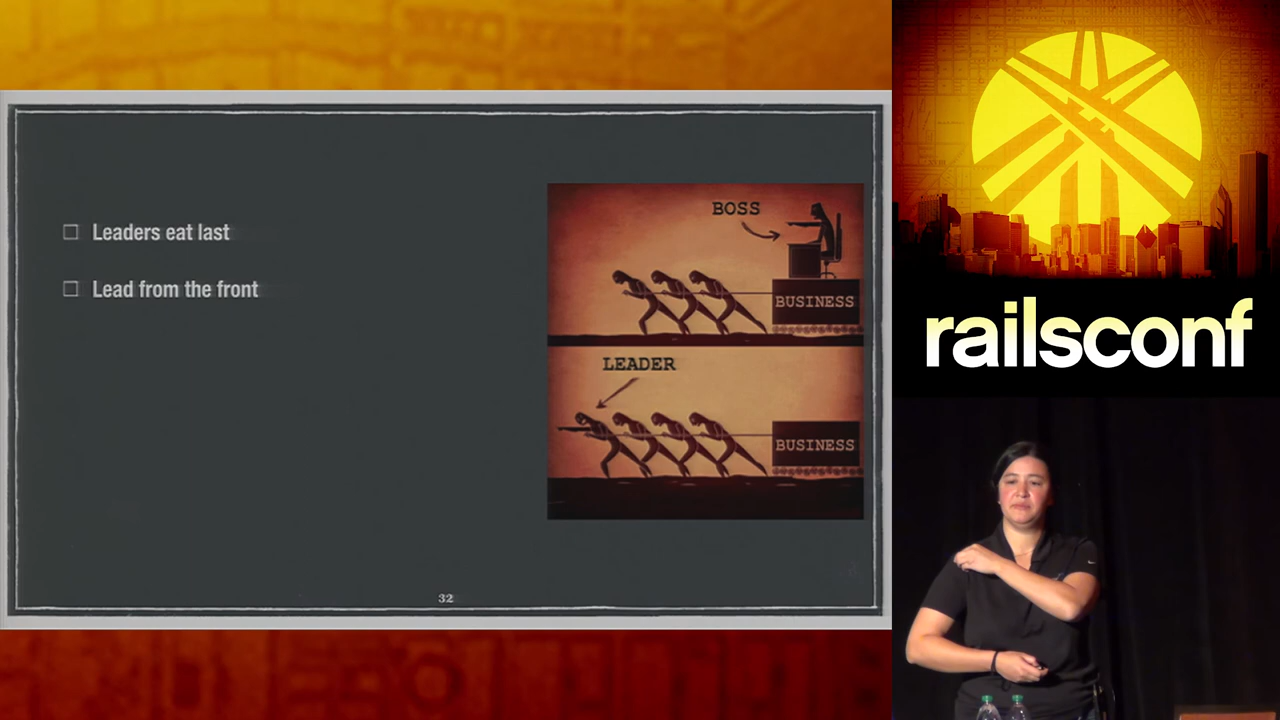 Leaders eat last
Lead from the front
BOSS
BUSINESS
LEADER
BUSINESS
32
railsconf